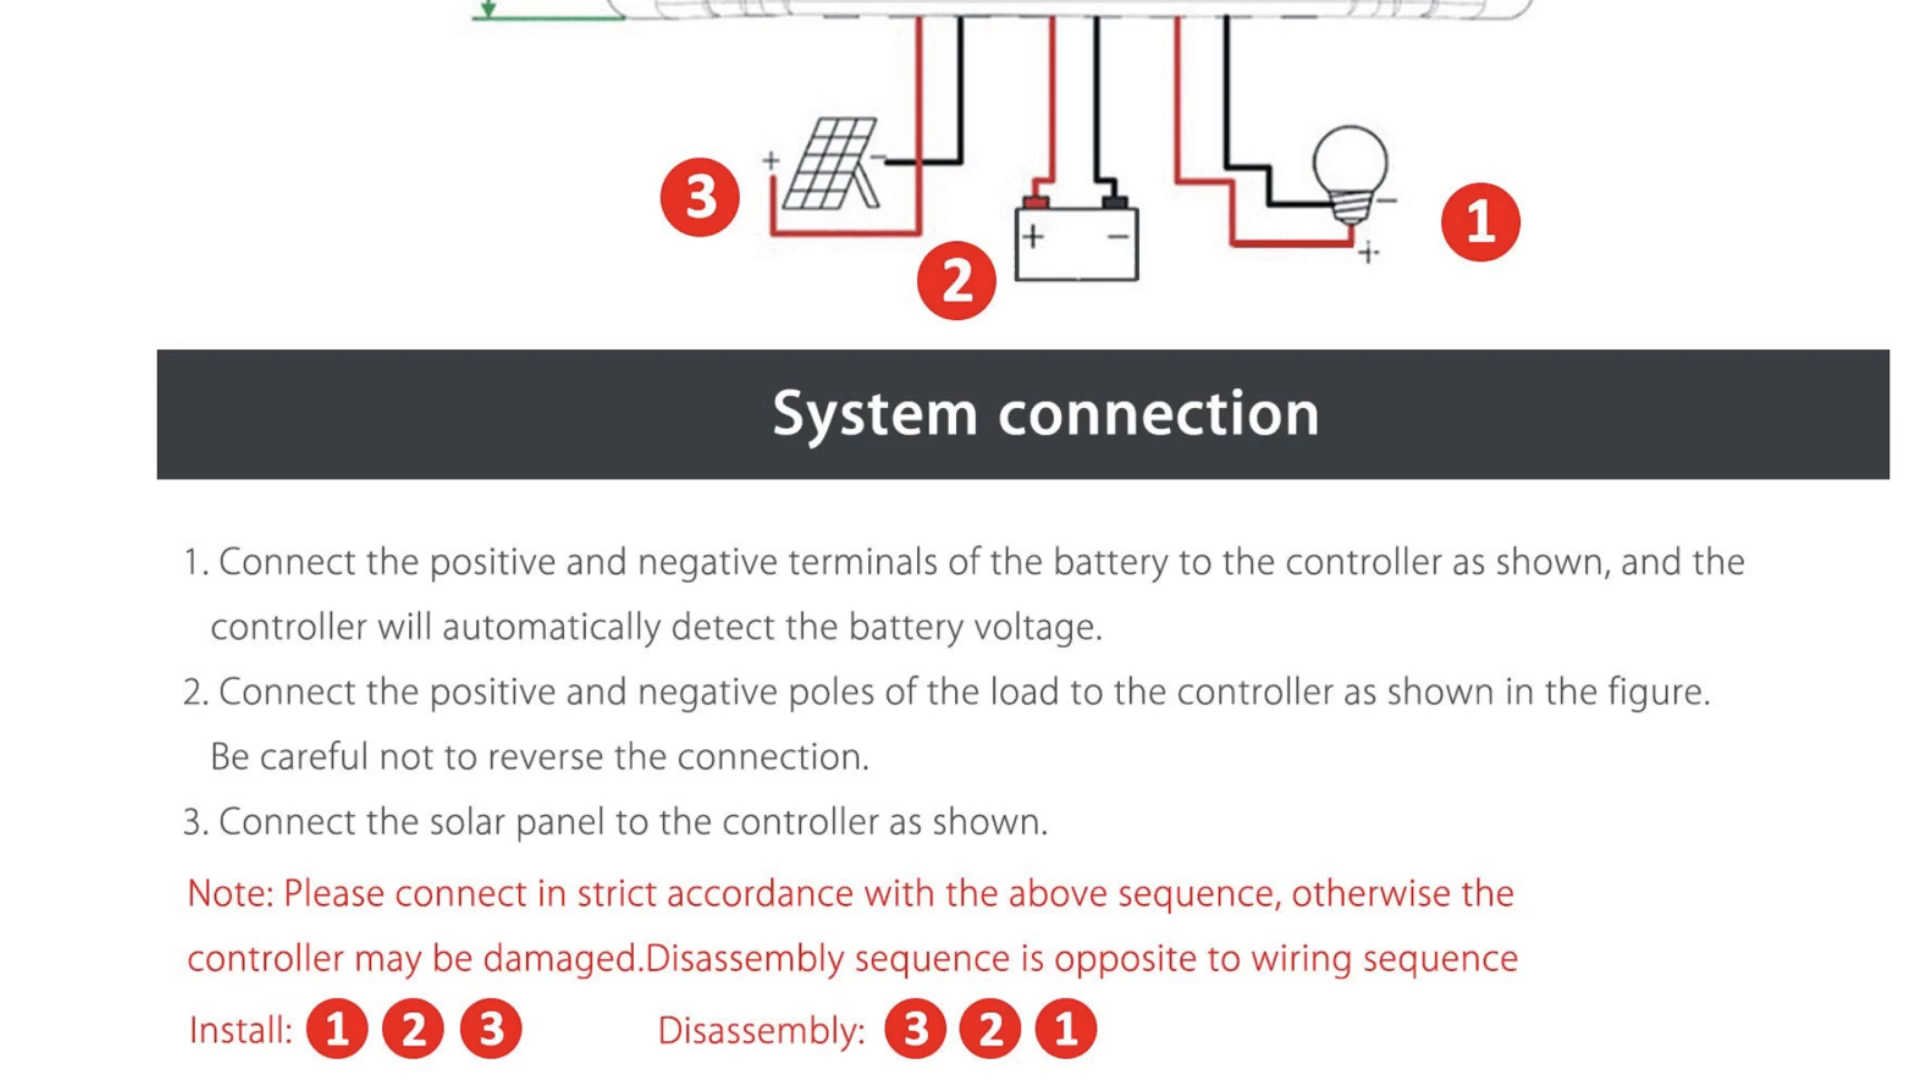 +
−
3
1
+ −
2
+
System connection
1. Connect the positive and negative terminals of the battery to the controller as shown, and the
controller will automatically detect the battery voltage.
2. Connect the positive and negative poles of the load to the controller as shown in the figure.
Be careful not to reverse the connection.
3. Connect the solar panel to the controller as shown.
Note: Please connect in strict accordance with the above sequence, otherwise the
controller may be damaged.Disassembly sequence is opposite to wiring sequence
Install: 1 2 3 Disassembly: 3 2 1